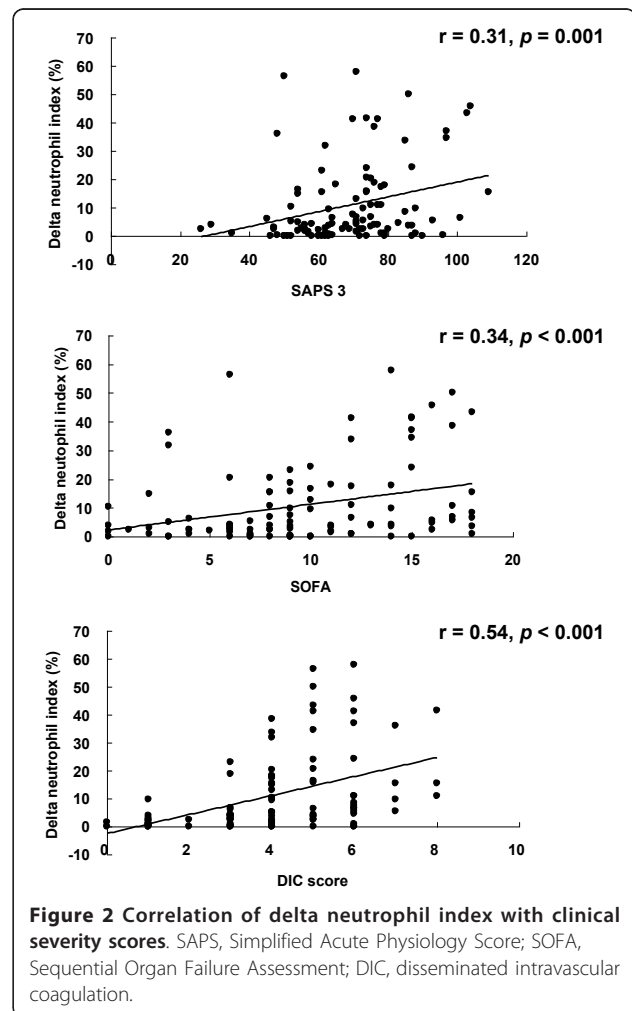 r = 0.31, p = 0.001
Delta neutrophil index (%)
70
60
50
40
30
20
10
0
-10
0 20 40 60 80 100 120
SAPS 3
r = 0.34, p < 0.001
Delta neutophil index (%)
70
60
50
40
30
20
10
0
0 5 10 15 20
SOFA
r = 0.54, p < 0.001
Delta neutrophil index (%)
70
60
50
40
30
20
10
0
-10
0 2 4 6 8 10
DIC score
Figure 2 Correlation of delta neutrophil index with clinical
severity scores. SAPS, Simplified Acute Physiology Score; SOFA,
Sequential Organ Failure Assessment; DIC, disseminated intravascular
coagulation.